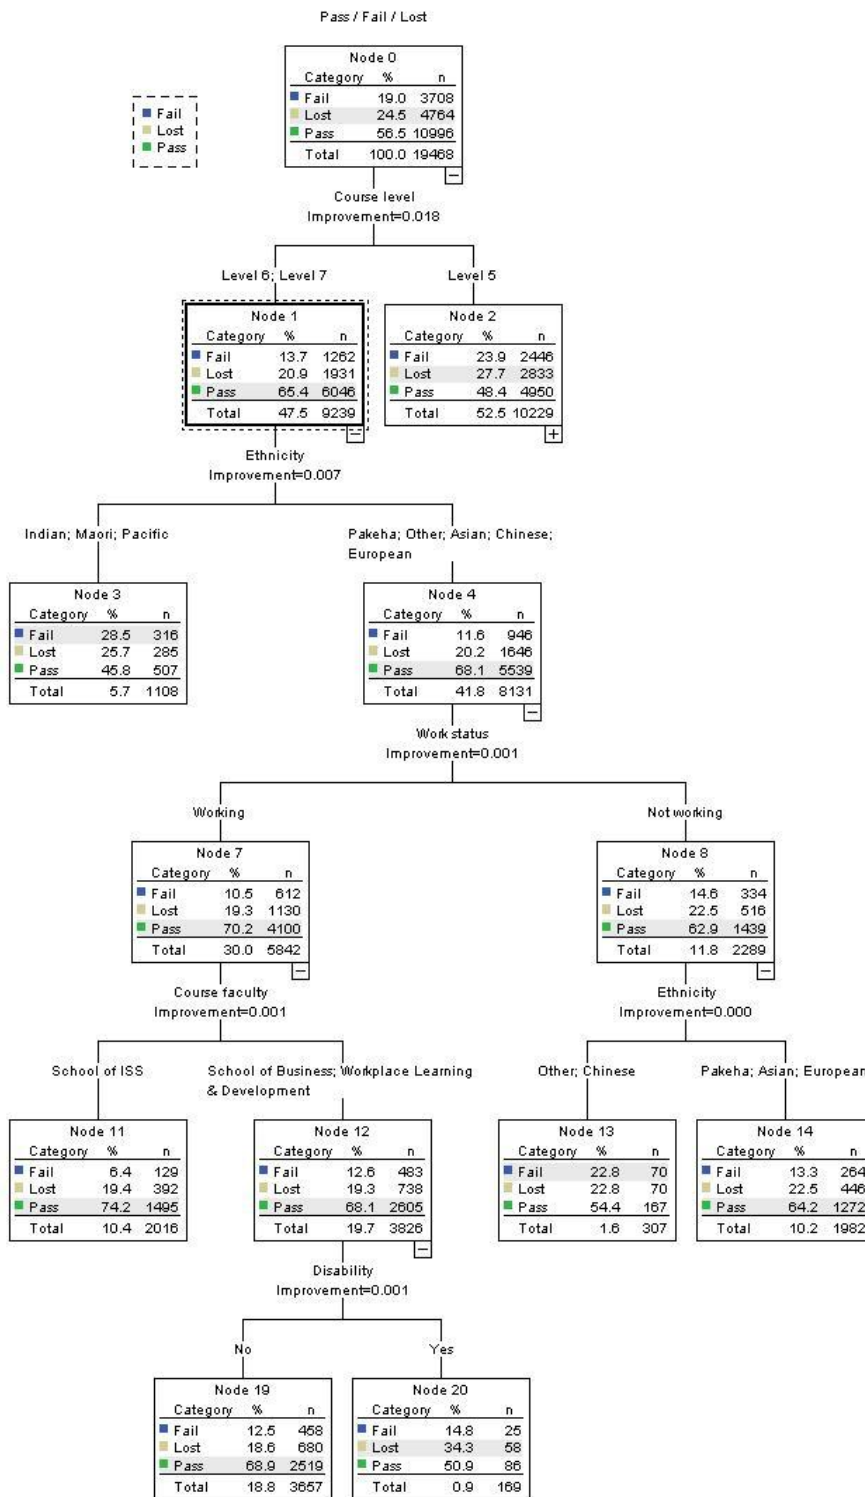 Pass / Fail / Lost
Fail
Lost
Pass
Node 0
Category % n
Fail 19.0 3708
Lost 24.5 4764
Pass 56.5 10996
Total 100.0 19468
Course level
Improvement=0.018
Level 6; Level 7
Level 5
Node 1
Category % n
Fail 13.7 1262
Lost 20.9 1931
Pass 65.4 6046
Total 47.5 9239
Node 2
Category % n
Fail 23.9 2446
Lost 27.7 2833
Pass 48.4 4950
Total 52.5 10229
Ethnicity
Improvement=0.007
Indian; Maori; Pacific
Pakeha; Other; Asian; Chinese;
European
Node 3
Category % n
Fail 28.5 316
Lost 25.7 285
Pass 45.8 507
Total 5.7 1108
Node 4
Category % n
Fail 11.6 946
Lost 20.2 1646
Pass 68.1 5539
Total 41.8 8131
Work status
Improvement=0.001
Working
Not working
Node 7
Category % n
Fail 10.5 612
Lost 19.3 1130
Pass 70.2 4100
Total 30.0 5842
Node 8
Category % n
Fail 14.6 334
Lost 22.5 516
Pass 62.9 1439
Total 11.8 2289
Course faculty
Improvement=0.001
Ethnicity
Improvement=0.000
School of ISS
School of Business; Workplace Learning
& Development
Other; Chinese
Pakeha; Asian; European
Node 11
Category % n
Fail 6.4 129
Lost 19.4 392
Pass 74.2 1495
Total 10.4 2016
Node 12
Category % n
Fail 12.6 483
Lost 19.3 738
Pass 68.1 2605
Total 19.7 3826
Node 13
Category % n
Fail 22.8 70
Lost 22.8 70
Pass 54.4 167
Total 1.6 307
Node 14
Category % n
Fail 13.3 264
Lost 22.5 446
Pass 64.2 1272
Total 10.2 1982
Disability
Improvement=0.001
No
Yes
Node 19
Category % n
Fail 12.5 458
Lost 18.6 680
Pass 68.9 2519
Total 18.8 3657
Node 20
Category % n
Fail 14.8 25
Lost 34.3 58
Pass 50.9 86
Total 0.9 169